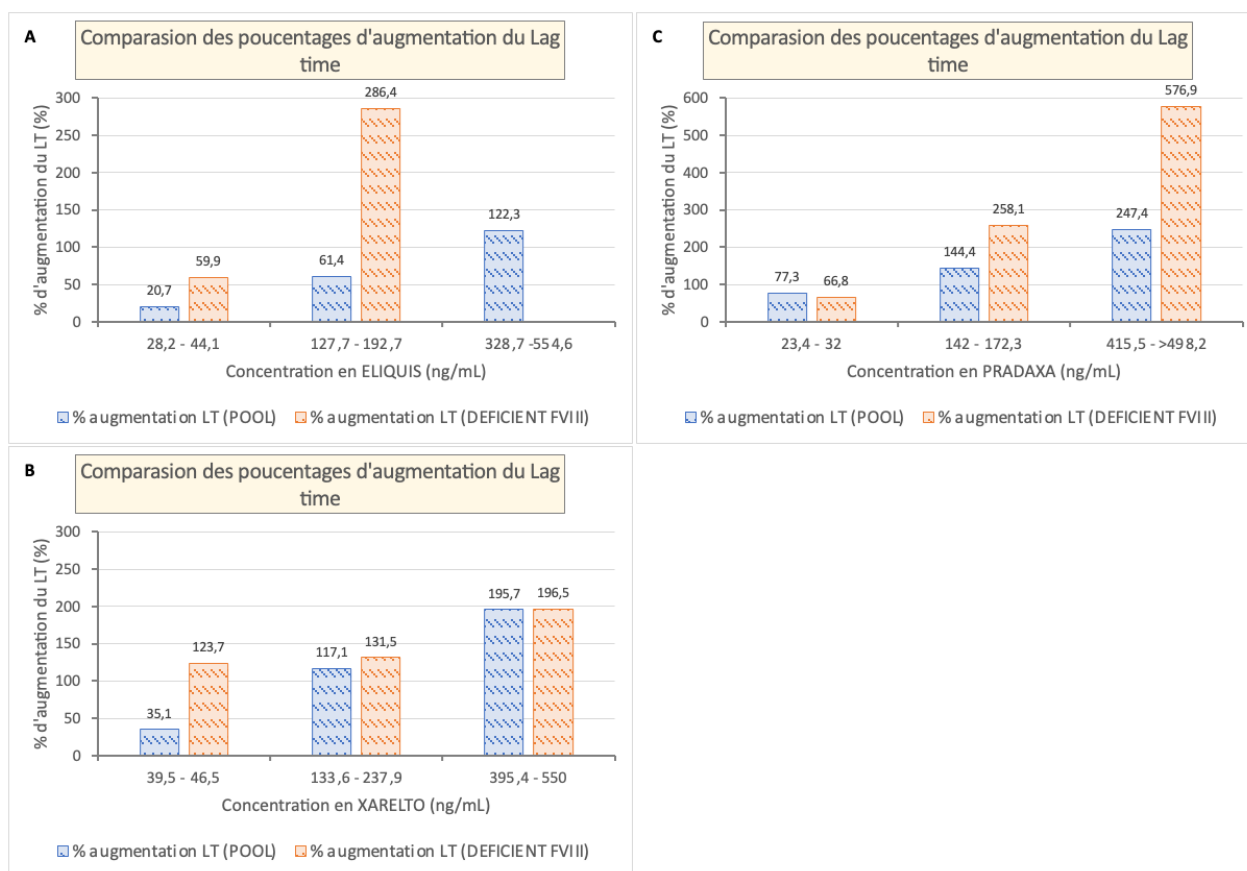 A
Comparasion des poucentages d'augmentation du Lag
time
% d'augmentation du LT (%)
300
250
200
150
100
50
0
20,7
59,9
61,4
286,4
122,3
28,2 - 44,1
127,7 - 192,7
328,7 -554,6
Concentration en ELIQUIS (ng/mL)
% augmentation LT (POOL)
% augmentation LT (DEFICIENT FVIII)
C
Comparasion des poucentages d'augmentation du Lag
time
% d'augmentation du LT (%)
600
500
400
300
200
100
0
77,3
66,8
144,4
258,1
247,4
576,9
23,4 - 32
142 - 172,3
415,5 - >498,2
Concentration en PRADAXA (ng/mL)
% augmentation LT (POOL)
% augmentation LT (DEFICIENT FVIII)
B
Comparasion des poucentages d'augmentation du Lag
time
% d'augmentation du LT (%)
300
250
200
150
100
50
0
35,1
123,7
117,1
131,5
195,7
196,5
39,5 - 46,5
133,6 - 237,9
395,4 - 550
Concentration en XARELTO (ng/mL)
% augmentation LT (POOL)
% augmentation LT (DEFICIENT FVIII)